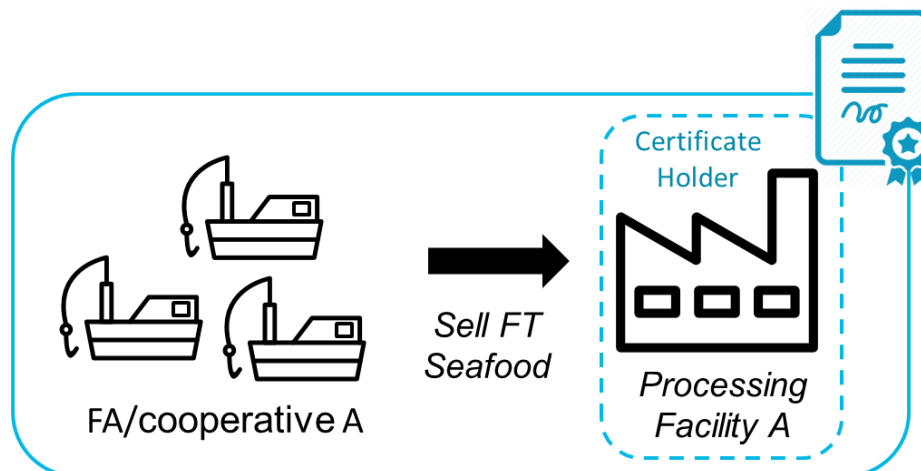 Certificate
Holder
Sell FT
Seafood
FA/cooperative A
Processing
Facility A